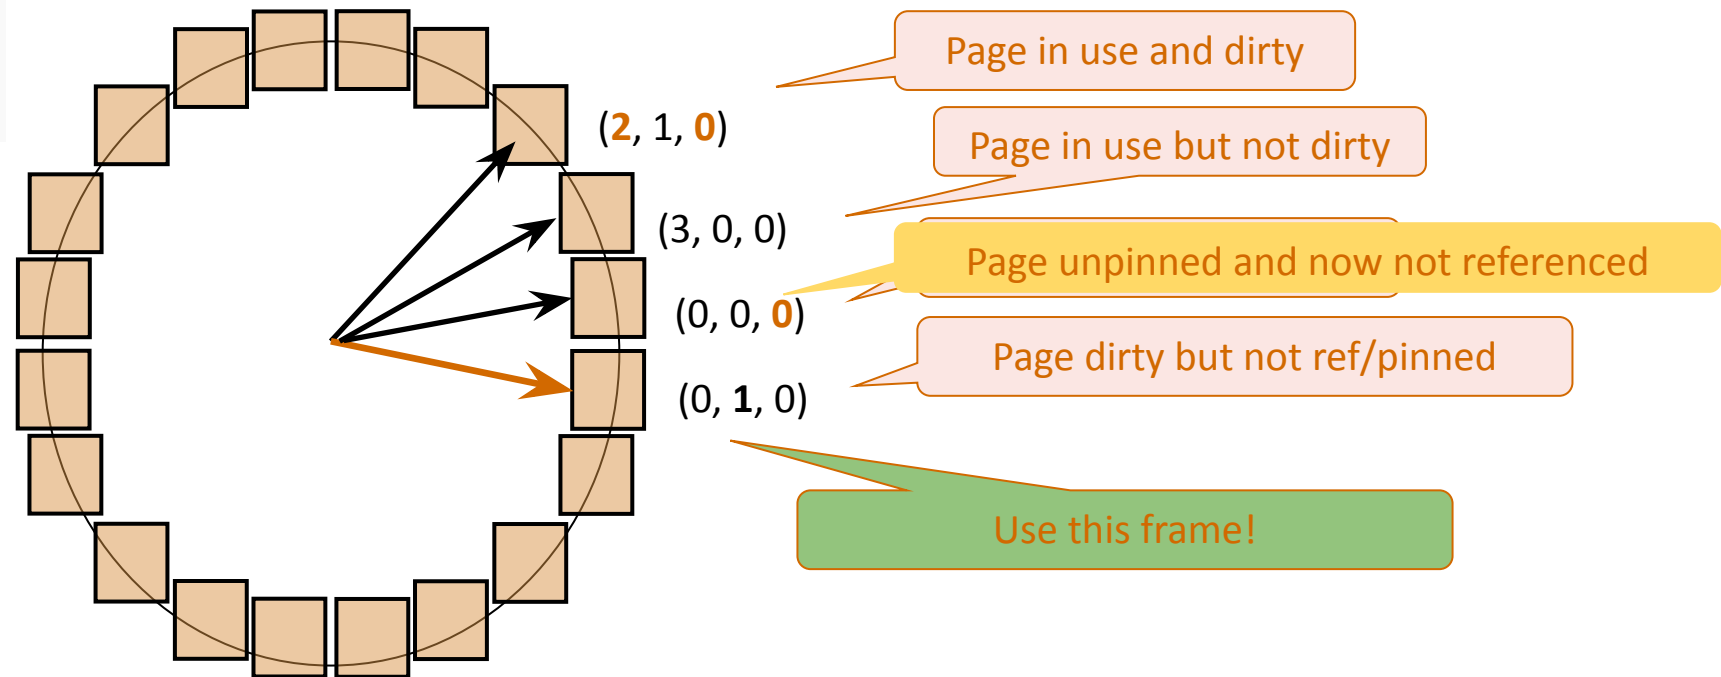 Page in use and dirty
(2, 1, 0)
Page in use but not dirty
(3, 0, 0)
Page unpinned and now not referenced
(0, 0, 0)
Page dirty but not ref/pinned
(0, 1, 0)
Use this frame!